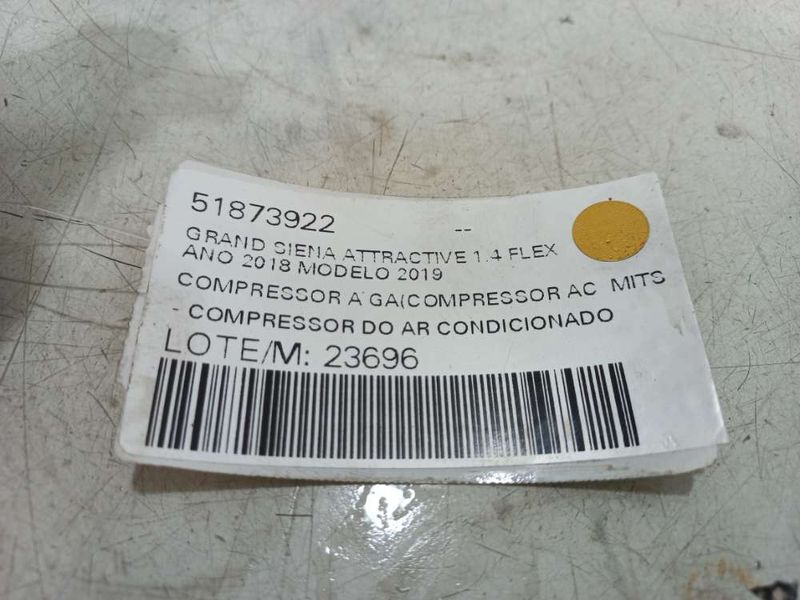 51873922 --
GRAND SIENA ATTRACTIVE 1.4 FLEX
ANO 2018 MODELO 2019
COMPRESSOR A GA(COMPRESSOR AC MITS
- COMPRESSOR DO AR CONDICIONADO
LOTE/M: 23696